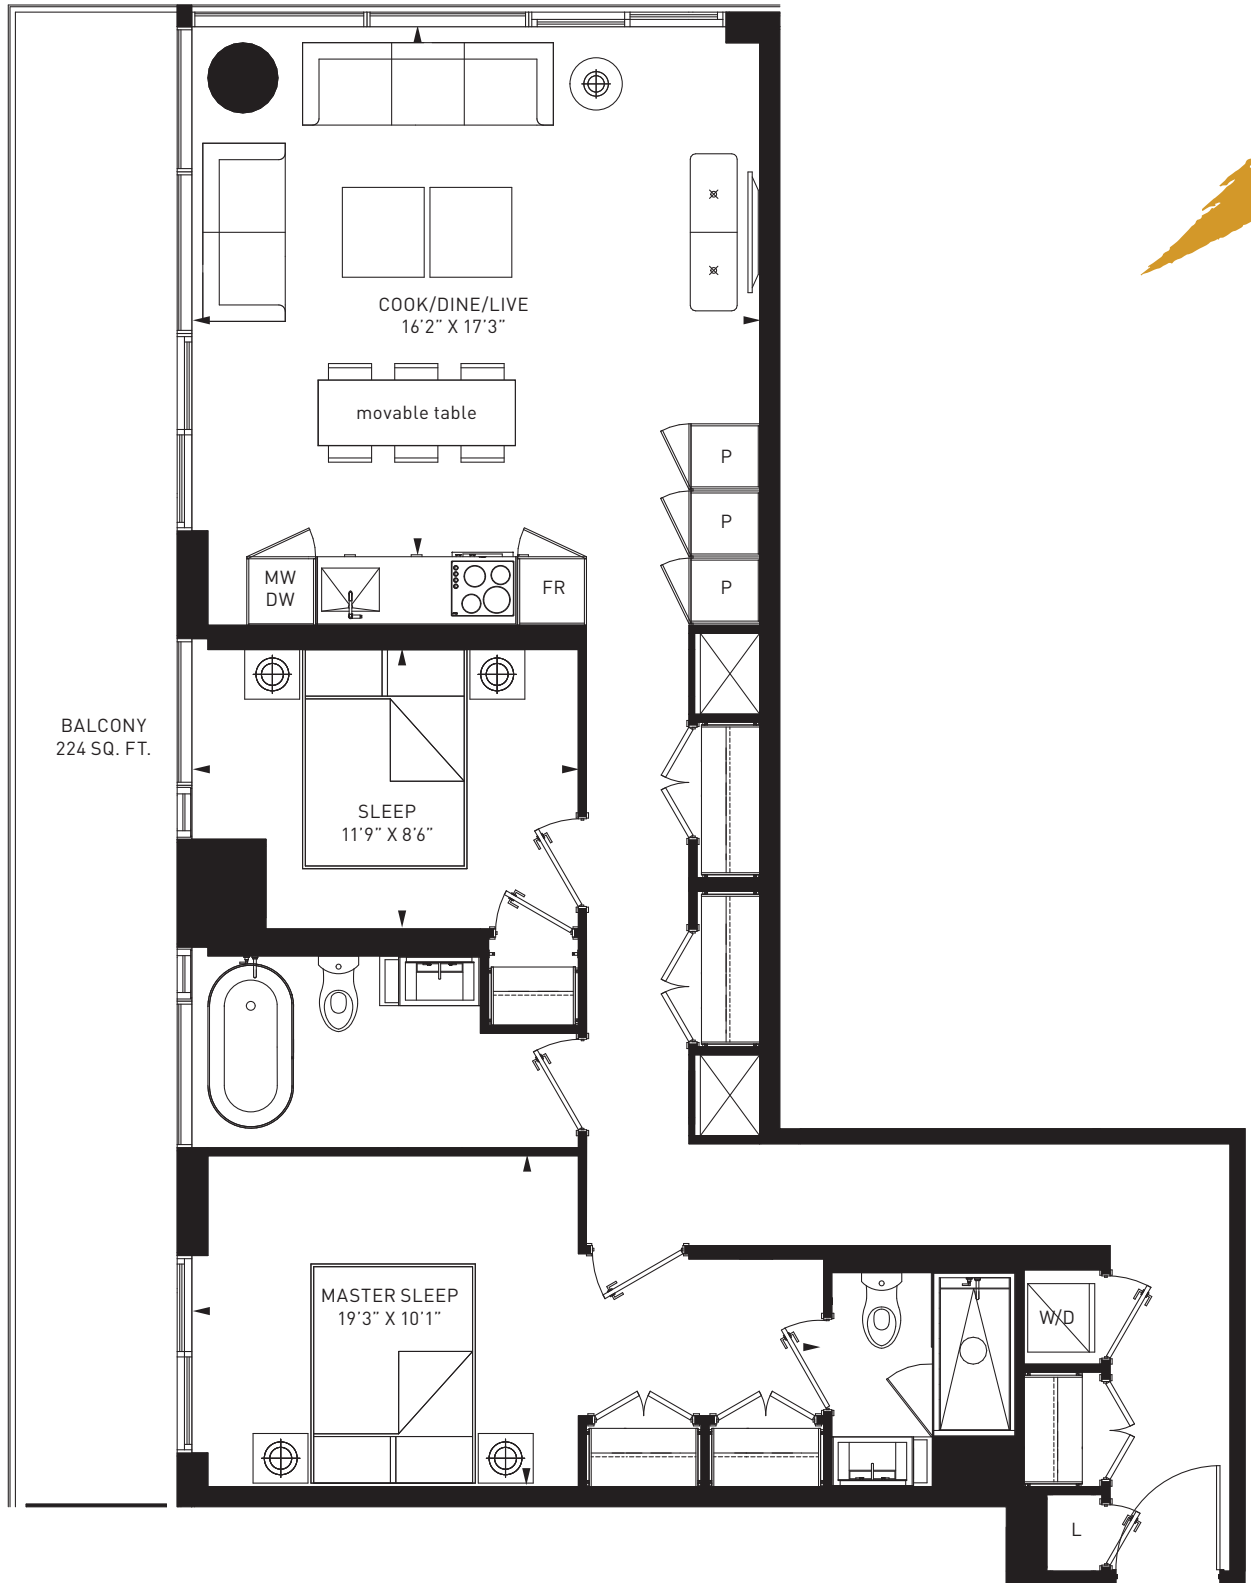 COOK/DINE/LIVE
16'2" X 17'3"
movable table
P
P
P
MW
DW
FR
BALCONY
224 SQ. FT.
SLEEP
11'9" X 8'6"
MASTER SLEEP
19'3" X 10'1"
W/D
L